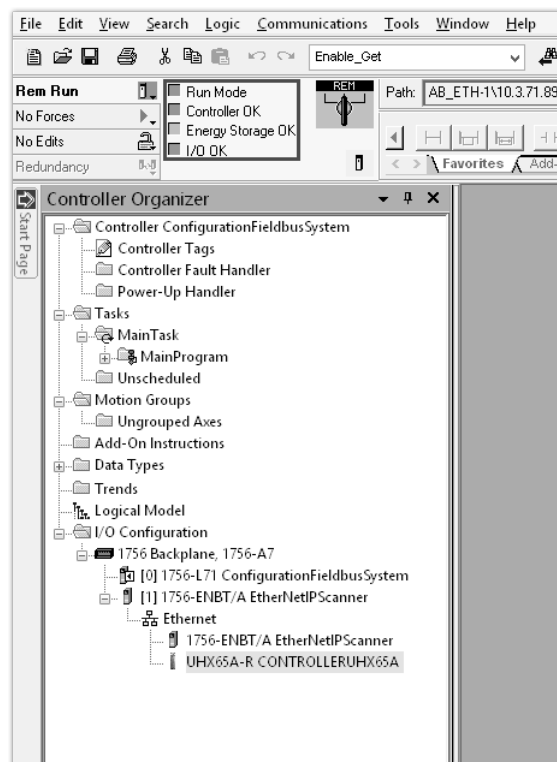 File Edit View Search Logic Communications Tools Window Help
Enable_Get
Rem Run
No Forces
No Edits
Redundancy
Run Mode
Controller OK
Energy Storage OK
I/O OK
REM
Path: AB_ETH-1\10.3.71.89
Favorites Add-
Start Page
Controller Organizer
Controller ConfigurationFieldbusSystem
Controller Tags
Controller Fault Handler
Power-Up Handler
Tasks
MainTask
MainProgram
Unscheduled
Motion Groups
Ungrouped Axes
Add-On Instructions
Data Types
Trends
Logical Model
I/O Configuration
1756 Backplane, 1756-A7
[0] 1756-L71 ConfigurationFieldbusSystem
[1] 1756-ENBT/A EtherNetIPScanner
Ethernet
1756-ENBT/A EtherNetIPScanner
UHX65A-R CONTROLLERUHX65A